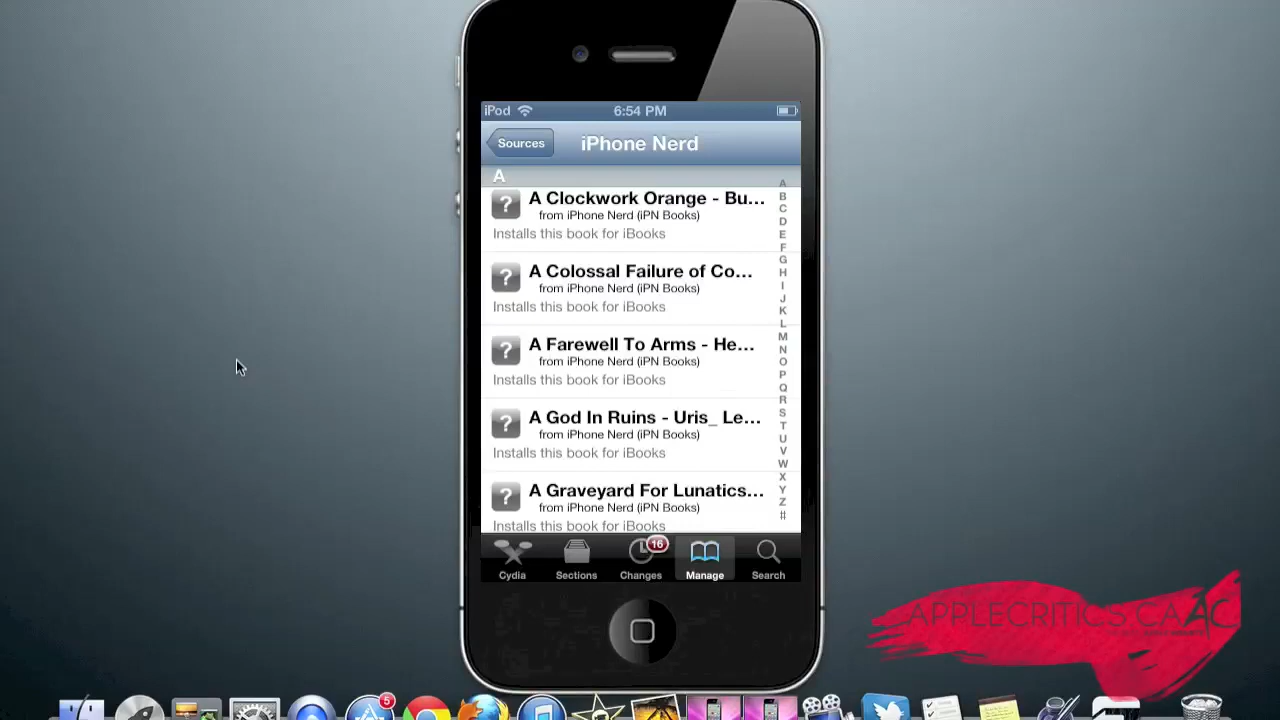 iPod 6:54 PM
Sources iPhone Nerd
A
A Clockwork Orange - Bu...
from iPhone Nerd (iPN Books)
Installs this book for iBooks
A Colossal Failure of Co...
from iPhone Nerd (iPN Books)
Installs this book for iBooks
A Farewell To Arms - He...
from iPhone Nerd (iPN Books)
Installs this book for iBooks
A God In Ruins - Uris_ Le...
from iPhone Nerd (iPN Books)
Installs this book for iBooks
A Graveyard For Lunatics...
from iPhone Nerd (iPN Books)
Installs this book for iBooks
A
B
C
D
E
F
G
H
I
J
K
L
M
N
O
P
Q
R
S
T
U
V
W
X
Y
Z
#
16
Cydia Sections Changes Manage Search
APPLECRITICS CA AC
5